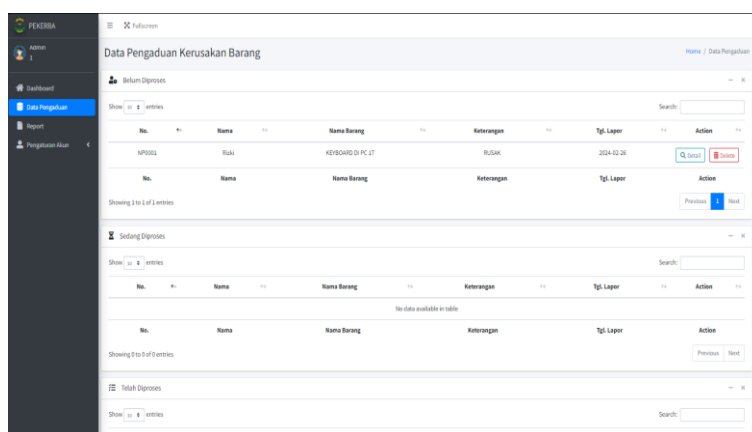 PEKERBA
Fullscreen
Admin
1
Data Pengaduan Kerusakan Barang
Home / Data Pengaduan
Dashboard
Data Pengaduan
Report
Pengaturan Akun
Belum Diproses
Show 10 entries
Search:
No. Nama Nama Barang Keterangan Tgl. Lapor Action
NP0001 Rizki KEYBOARD DI PC 17 RUSAK 2024-02-26 Detail Delete
No. Nama Nama Barang Keterangan Tgl. Lapor Action
Showing 1 to 1 of 1 entries
Previous 1 Next
Sedang Diproses
Show 10 entries
Search:
No. Nama Nama Barang Keterangan Tgl. Lapor Action
No data available in table
No. Nama Nama Barang Keterangan Tgl. Lapor Action
Showing 0 to 0 of 0 entries
Previous Next
Telah Diproses
Show 10 entries
Search: